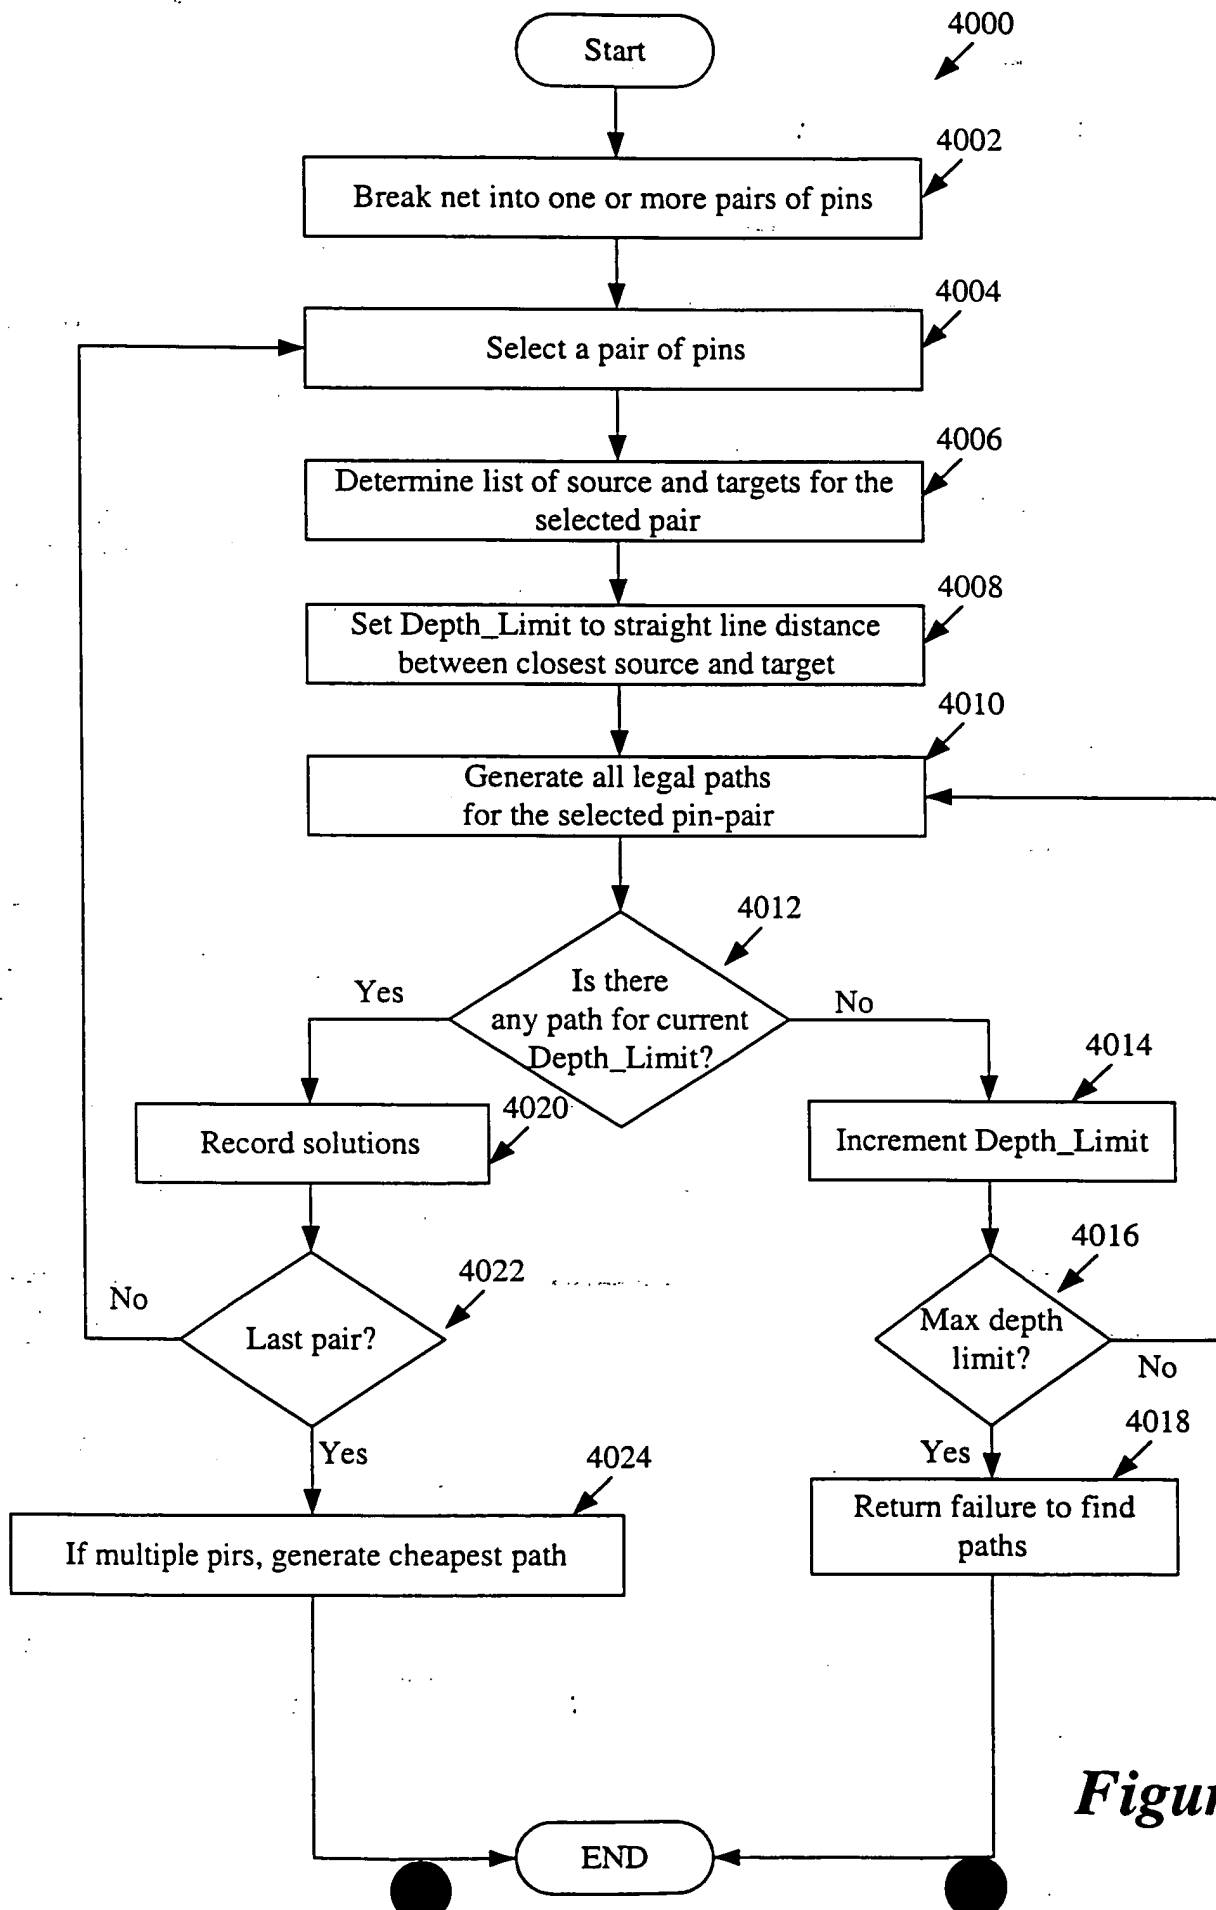 4000
Start
4002
Break net into one or more pairs of pins
4004
Select a pair of pins
4006
Determine list of source and targets for the
selected pair
4008
Set Depth_Limit to straight line distance
between closest source and target
4010
Generate all legal paths
for the selected pin-pair
4012
Is there
any path for current
Depth_Limit?
Yes
No
4014
Increment Depth_Limit
4020
Record solutions
4016
Max depth
limit?
No
4022
Last pair?
No
Yes
Yes
4018
Return failure to find
paths
4024
If multiple pirs, generate cheapest path
Figur
END